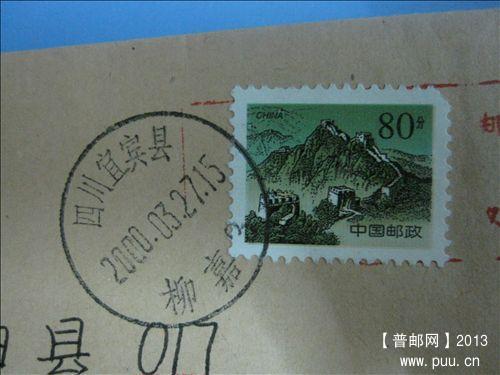 CHINA
80分
中国邮政
四川宜宾县
2000.03.27.15
柳嘉
县
【普邮网】2013
www.puu.cn